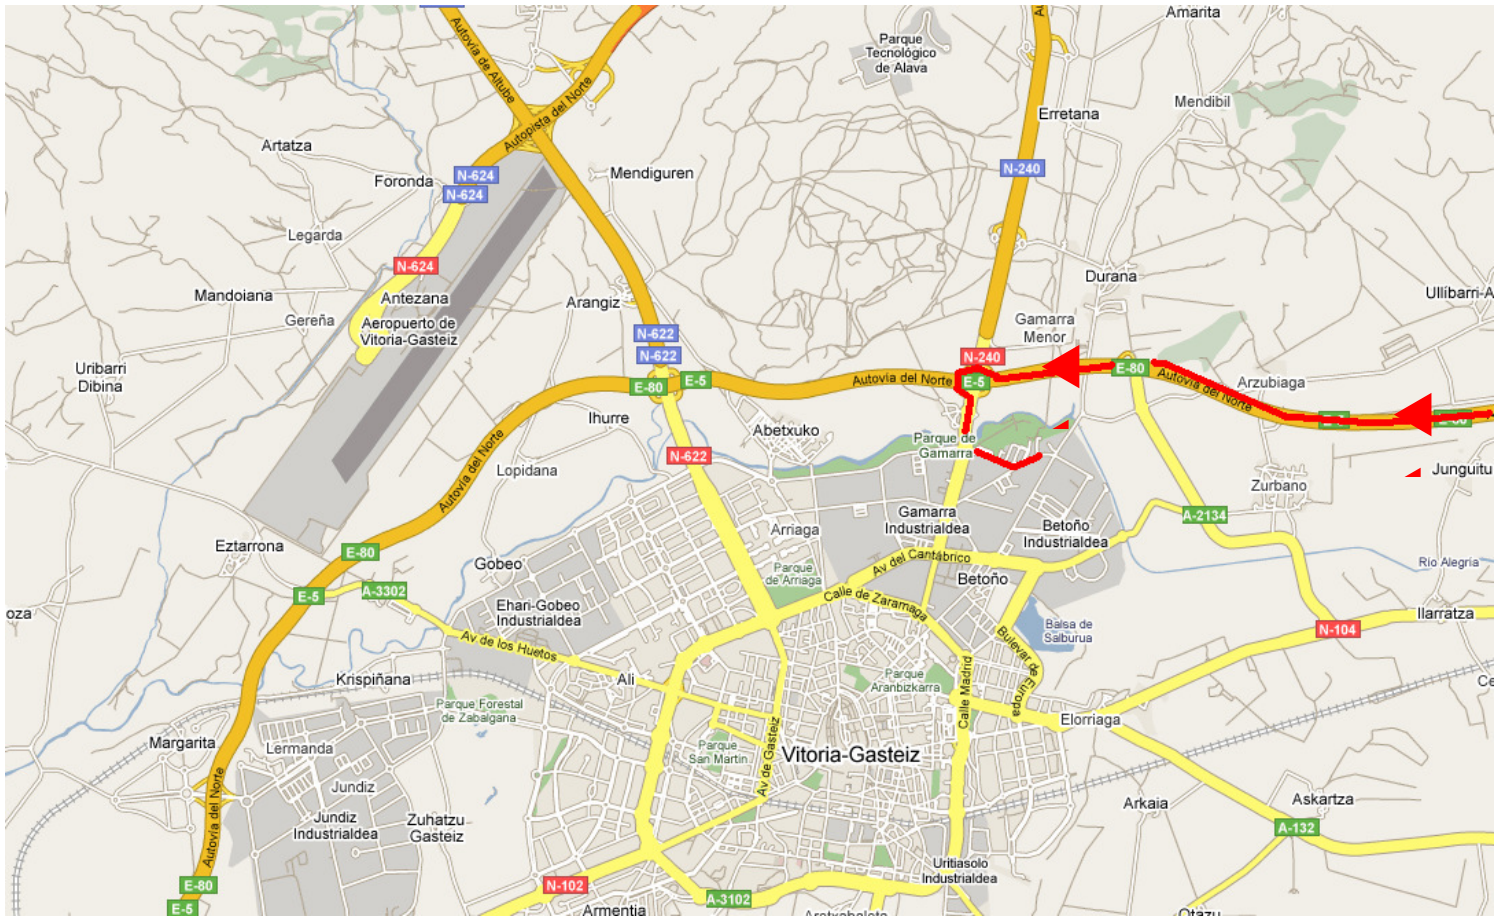 Amarita
Parque
Tecnológico
de Alava
Autovía de Altube
Autopista del Norte
Mendibil
Erretana
Artatza
Mendiguren
N-240
Foronda
N-624
N-624
Legarda
N-624
Durana
Mandoiana
Antezana
Arangiz
Gereña
Aeropuerto de
Vitoria-Gasteiz
N-622
N-622
Gamarra
Menor
N-240
Uribarri
Dibina
E-80
E-5
Autovía del Norte
E-5
E-80
Autovía del Norte
Arzubiaga
Ihurre
Abetxuko
Parque de
Gamarra
N-622
Lopidana
Autovía del Norte
Junguitu
Zurbano
Gamarra
Industrialdea
Betoño
Industrialdea
A-2134
Arriaga
Eztarrona
E-80
Gobeo
Parque
de Arriaga
Av del Cantábrico
Betoño
Río Alegría
E-5
A-3302
Calle de Zaramaga
Ehari-Gobeo
Industrialdea
oza
Balsa de
Salburua
N-104
Ilarratza
Av de los Huetos
Bulevar de Europa
Krispiñana
Ali
Parque
Aranbizkarra
Calle Madrid
Parque Forestal
de Zabalgana
Elorriaga
Margarita
Lermanda
Parque
San Martín
Av de Gasteiz
Vitoria-Gasteiz
Jundiz
Arkaia
Askartza
Jundiz
Industrialdea
Zuhatzu
Gasteiz
A-132
Autovía del Norte
Uritiasolo
Industrialdea
E-80
N-102
A-3102
E-5
Armentia